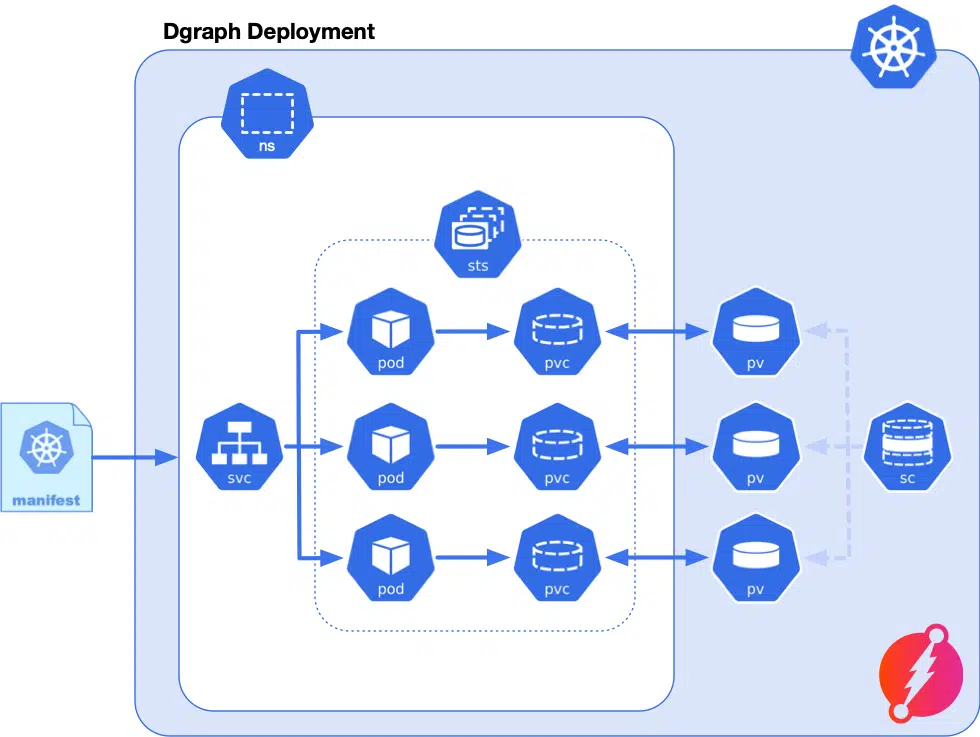 Dgraph Deployment
ns
sts
pod
pvc
pv
manifest
svc
pod
pvc
pv
sc
pod
pvc
pv